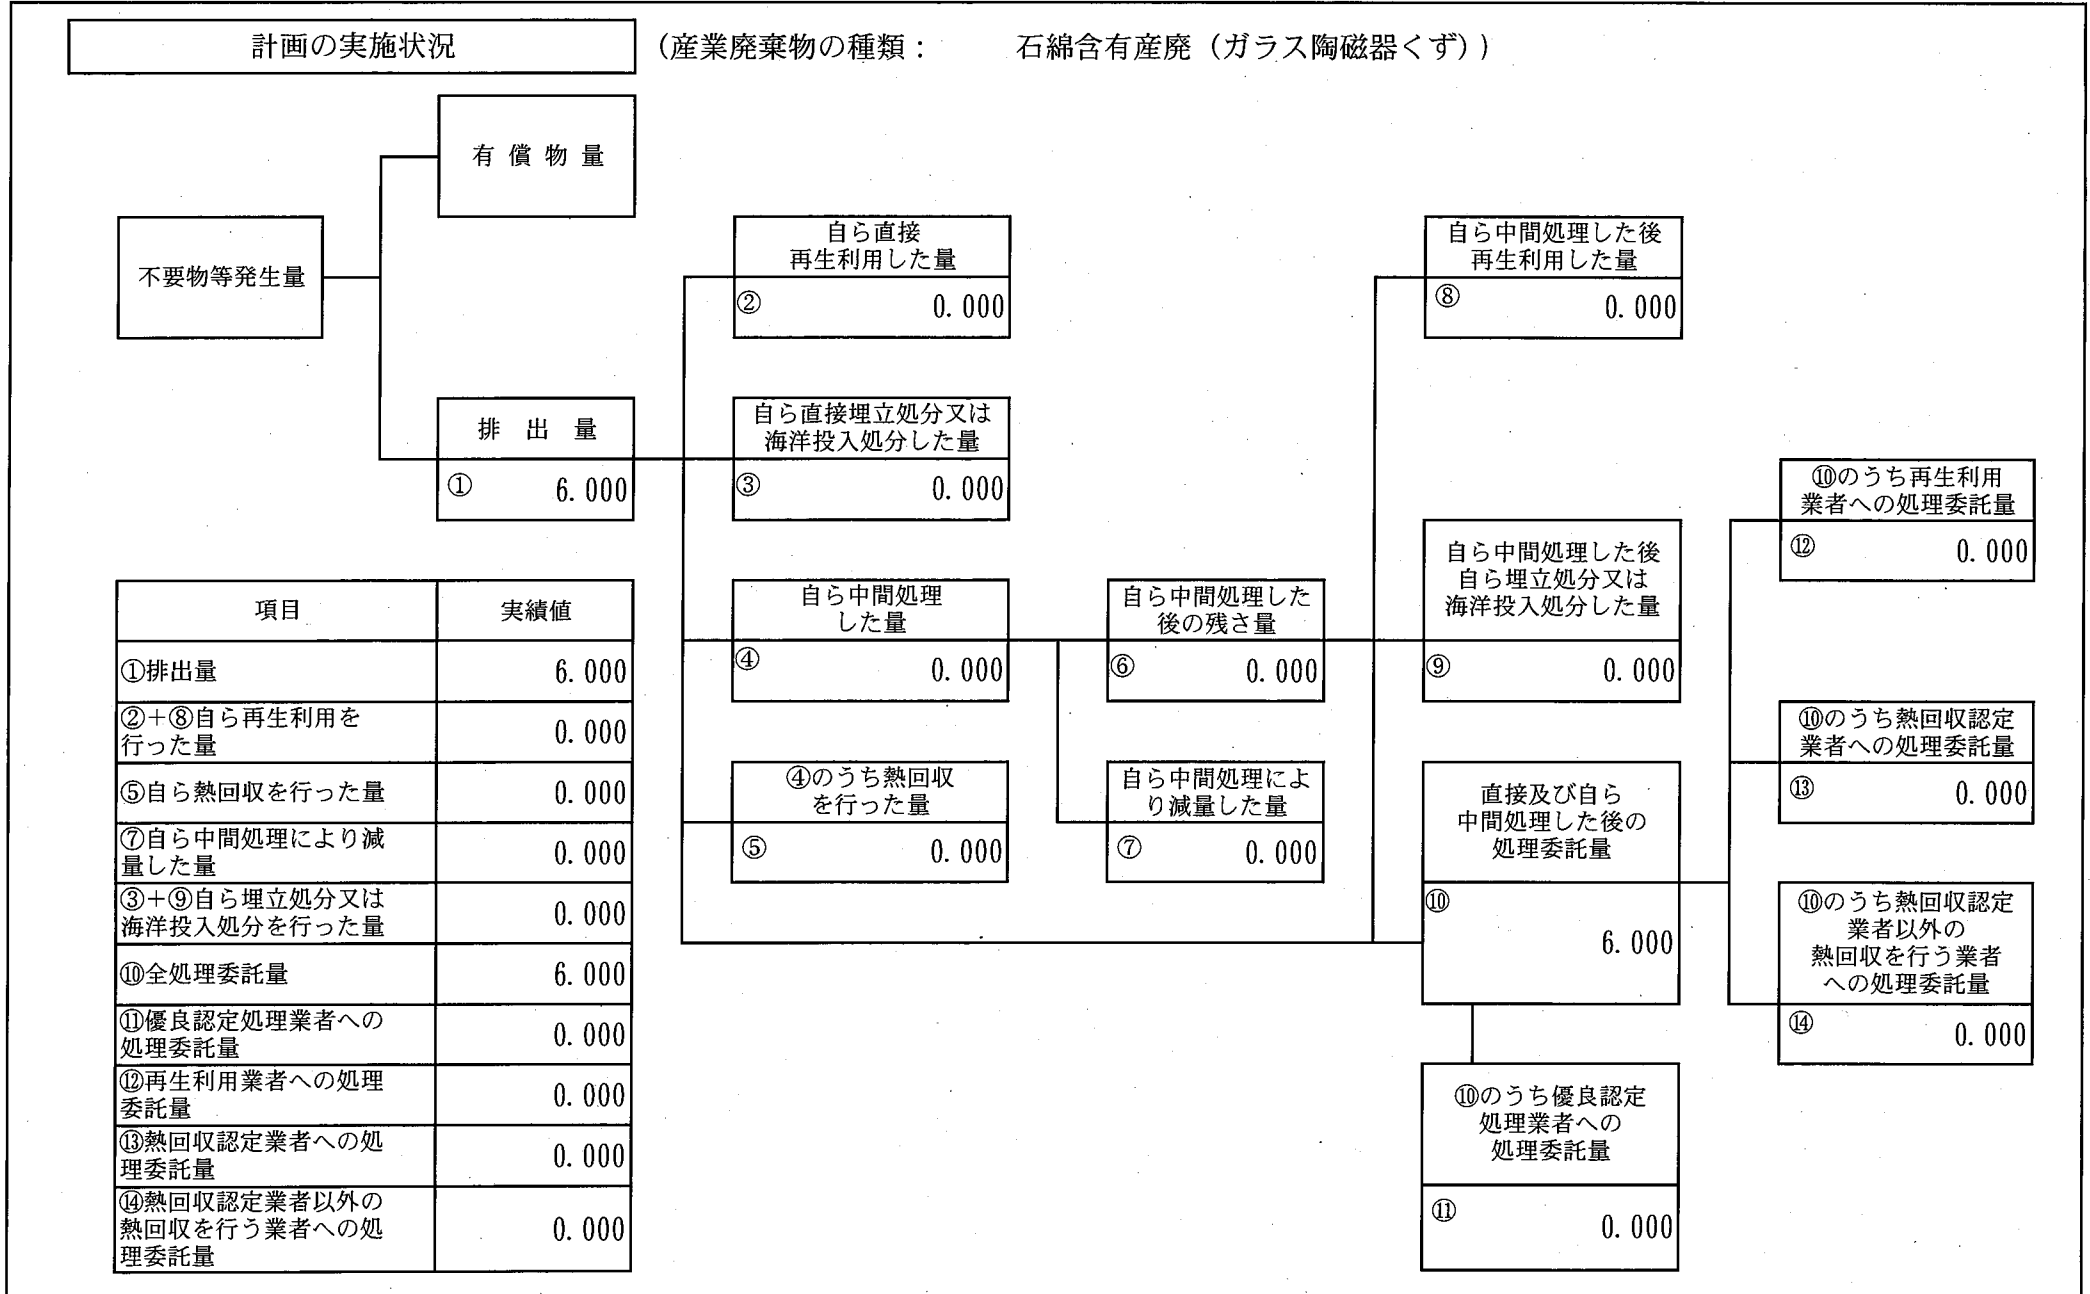 計画の実施状況
(産業廃棄物の種類： 石綿含有産廃（ガラス陶磁器くず）)
有 償 物 量
不要物等発生量
排 出 量
① 6.000
自ら直接
再生利用した量
② 0.000
自ら直接埋立処分又は
海洋投入処分した量
③ 0.000
自ら中間処理
した量
④ 0.000
④のうち熱回収
を行った量
⑤ 0.000
自ら中間処理した
後の残さ量
⑥ 0.000
自ら中間処理によ
り減量した量
⑦ 0.000
自ら中間処理した後
再生利用した量
⑧ 0.000
自ら中間処理した後
自ら埋立処分又は
海洋投入処分した量
⑨ 0.000
直接及び自ら
中間処理した後の
処理委託量
⑩
6.000
⑩のうち優良認定
処理業者への
処理委託量
⑪ 0.000
⑩のうち再生利用
業者への処理委託量
⑫ 0.000
⑩のうち熱回収認定
業者への処理委託量
⑬ 0.000
⑩のうち熱回収認定
業者以外の
熱回収を行う業者
への処理委託量
⑭ 0.000
項目 実績値
①排出量 6.000
②＋⑧自ら再生利用を
行った量 0.000
⑤自ら熱回収を行った量 0.000
⑦自ら中間処理により減
量した量 0.000
③＋⑨自ら埋立処分又は
海洋投入処分を行った量 0.000
⑩全処理委託量 6.000
⑪優良認定処理業者への
処理委託量 0.000
⑫再生利用業者への処理
委託量 0.000
⑬熱回収認定業者への処
理委託量 0.000
⑭熱回収認定業者以外の
熱回収を行う業者への処
理委託量 0.000